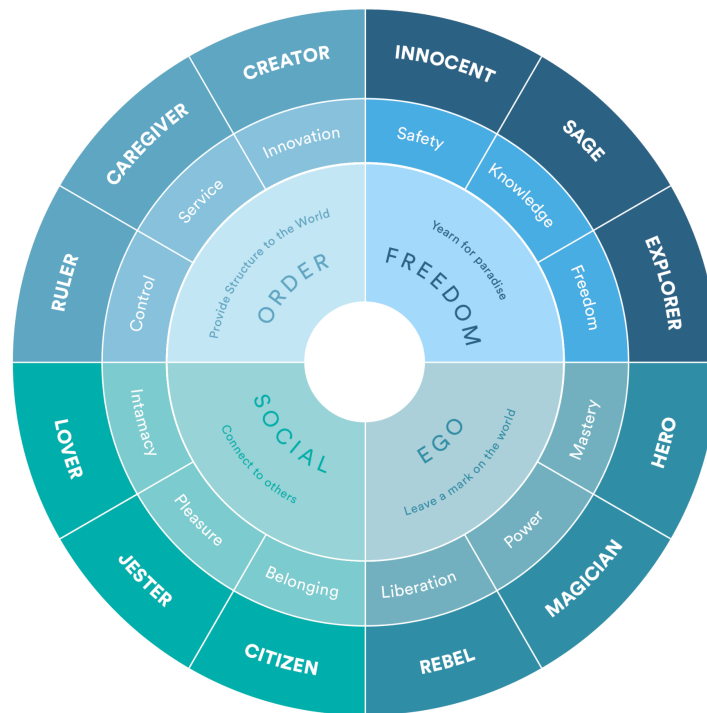 INNOCENT
SAGE
EXPLORER
HERO
MAGICIAN
REBEL
CITIZEN
JESTER
LOVER
RULER
CAREGIVER
CREATOR
Safety
Knowledge
Freedom
Mastery
Power
Liberation
Belonging
Pleasure
Intamacy
Control
Service
Innovation
Yearn for paradise
FREEDOM
EGO
Leave a mark on the world
SOCIAL
Connect to others
Provide Structure to the World
ORDER